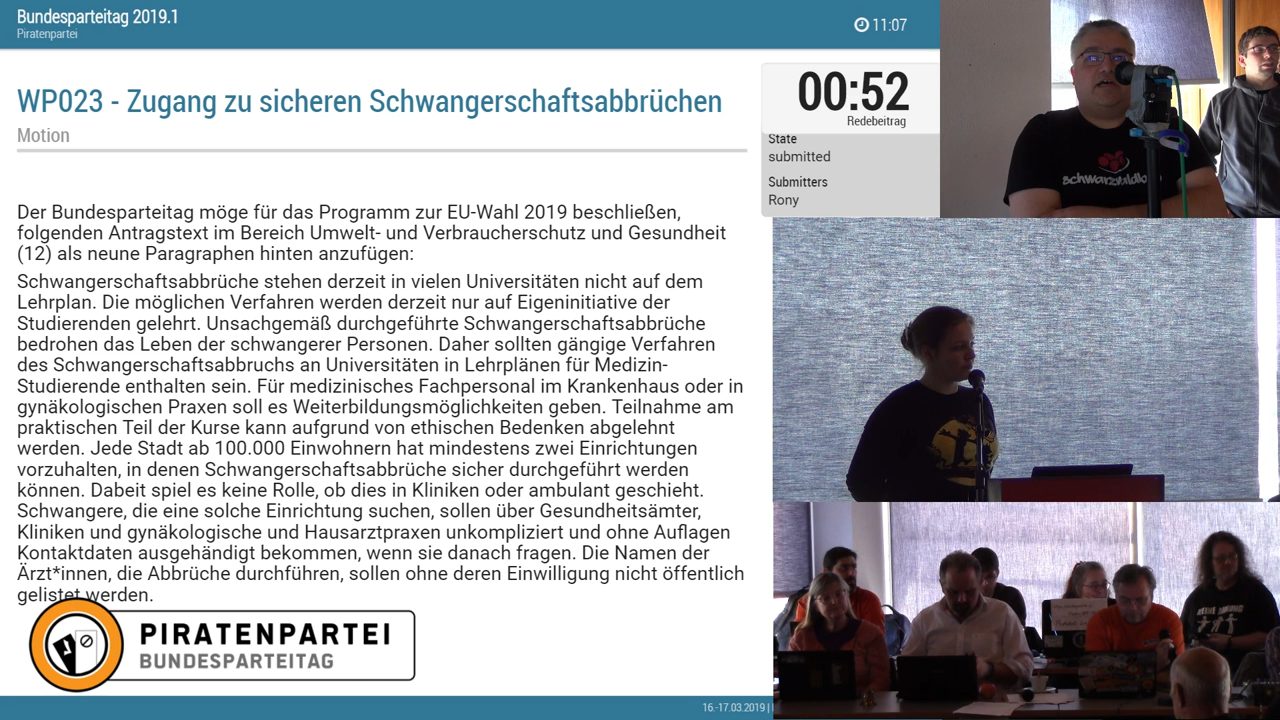 Bundesparteitag 2019.1
Piratenpartei
11:07
WP023 - Zugang zu sicheren Schwangerschaftsabbrüchen
Motion
00:52
Redebeitrag
State
submitted
Submitters
Rony
Der Bundesparteitag möge für das Programm zur EU-Wahl 2019 beschließen,
folgenden Antragstext im Bereich Umwelt- und Verbraucherschutz und Gesundheit
(12) als neune Paragraphen hinten anzufügen:
Schwangerschaftsabbrüche stehen derzeit in vielen Universitäten nicht auf dem
Lehrplan. Die möglichen Verfahren werden derzeit nur auf Eigeninitiative der
Studierenden gelehrt. Unsachgemäß durchgeführte Schwangerschaftsabbrüche
bedrohen das Leben der schwangerer Personen. Daher sollten gängige Verfahren
des Schwangerschaftsabbruchs an Universitäten in Lehrplänen für Medizin-
Studierende enthalten sein. Für medizinisches Fachpersonal im Krankenhaus oder in
gynäkologischen Praxen soll es Weiterbildungsmöglichkeiten geben. Teilnahme am
praktischen Teil der Kurse kann aufgrund von ethischen Bedenken abgelehnt
werden. Jede Stadt ab 100.000 Einwohnern hat mindestens zwei Einrichtungen
vorzuhalten, in denen Schwangerschaftsabbrüche sicher durchgeführt werden
können. Dabeit spiel es keine Rolle, ob dies in Kliniken oder ambulant geschieht.
Schwangere, die eine solche Einrichtung suchen, sollen über Gesundheitsämter,
Kliniken und gynäkologische und Hausarztpraxen unkompliziert und ohne Auflagen
Kontaktdaten ausgehändigt bekommen, wenn sie danach fragen. Die Namen der
Ärzt*innen, die Abbrüche durchführen, sollen ohne deren Einwilligung nicht öffentlich
gelistet werden.
PIRATENPARTEI
BUNDESPARTEITAG
16.-17.03.2019 |